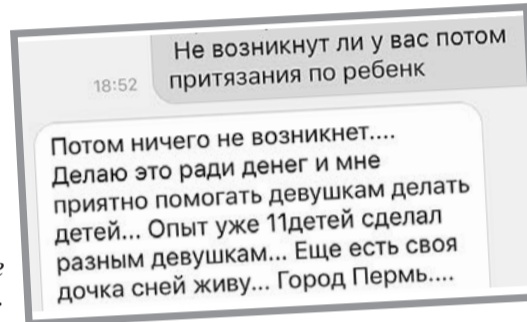 Не возникнут ли у вас потом
18:52 притязания по ребенк
Потом ничего не возникнет....
Делаю это ради денег и мне
приятно помогать девушкам делать
детей... Опыт уже 11детей сделал
разным девушкам... Еще есть своя
дочка сней живу... Город Пермь....